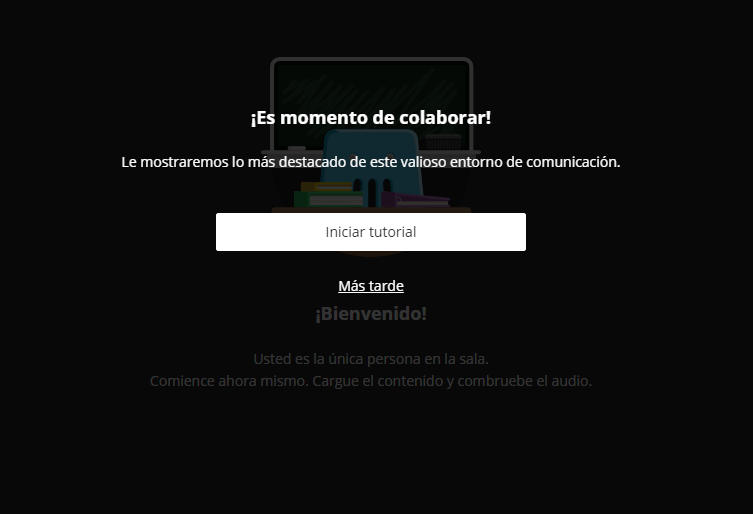 ¡Es momento de colaborar!
Le mostraremos lo más destacado de este valioso entorno de comunicación.
Iniciar tutorial
Más tarde
¡Bienvenido!
Usted es la única persona en la sala.
Comience ahora mismo. Cargue el contenido y combruebe el audio.